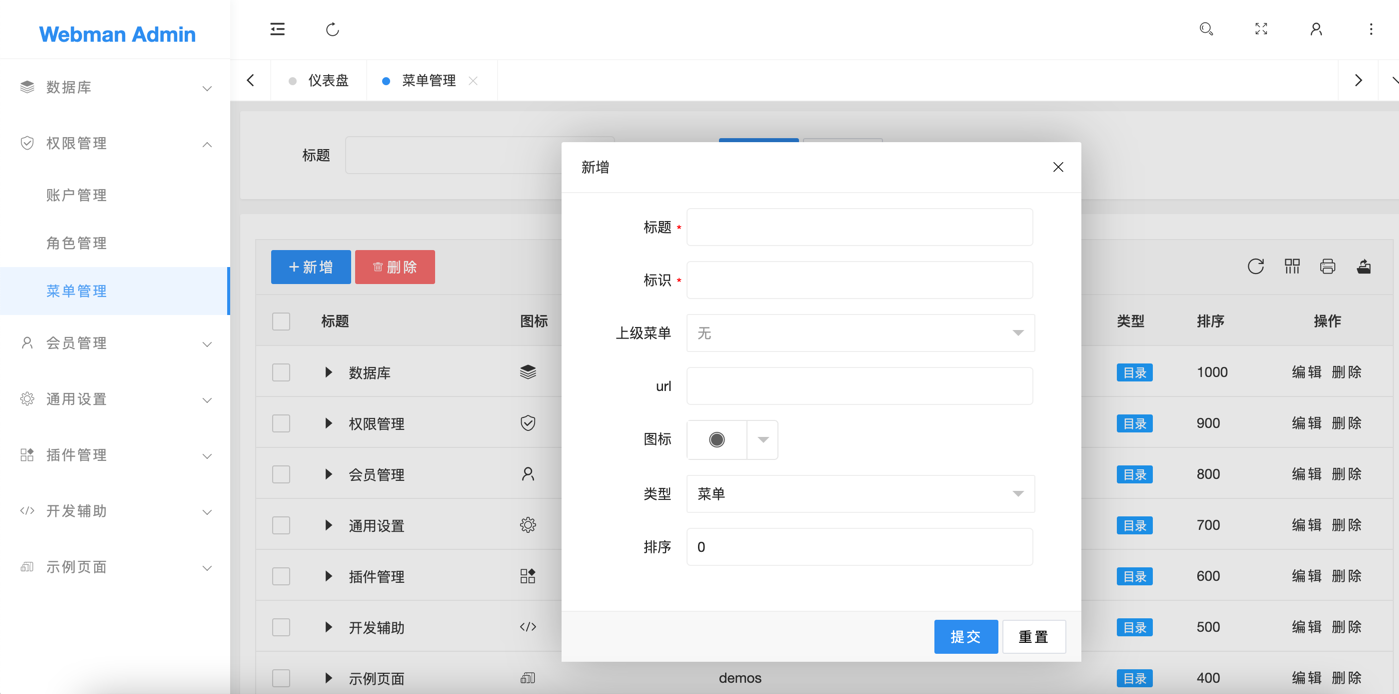 Webman Admin
数据库
权限管理
账户管理
角色管理
菜单管理
会员管理
通用设置
插件管理
开发辅助
示例页面
仪表盘
菜单管理
标题
新增
删除
标题 图标 类型 排序 操作
数据库 目录 1000 编辑 删除
权限管理 目录 900 编辑 删除
会员管理 目录 800 编辑 删除
通用设置 目录 700 编辑 删除
插件管理 目录 600 编辑 删除
开发辅助 目录 500 编辑 删除
示例页面 demos 目录 400 编辑 删除
新增
标题 *
标识 *
上级菜单 无
url
图标
类型 菜单
排序 0
提交 重置